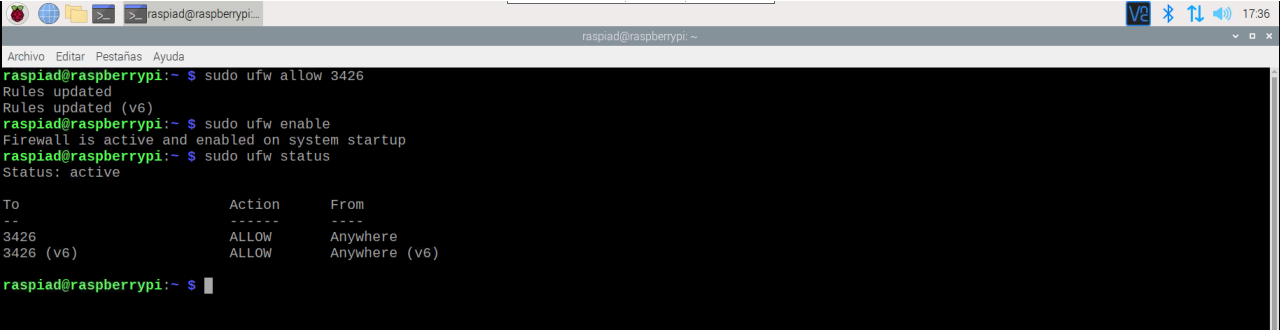 raspiad@raspberrypi:...
17:36
raspiad@raspberrypi: ~
Archivo Editar Pestañas Ayuda
raspiad@raspberrypi:~ $ sudo ufw allow 3426
Rules updated
Rules updated (v6)
raspiad@raspberrypi:~ $ sudo ufw enable
Firewall is active and enabled on system startup
raspiad@raspberrypi:~ $ sudo ufw status
Status: active
To Action From
-- ------ ----
3426 ALLOW Anywhere
3426 (v6) ALLOW Anywhere (v6)
raspiad@raspberrypi:~ $